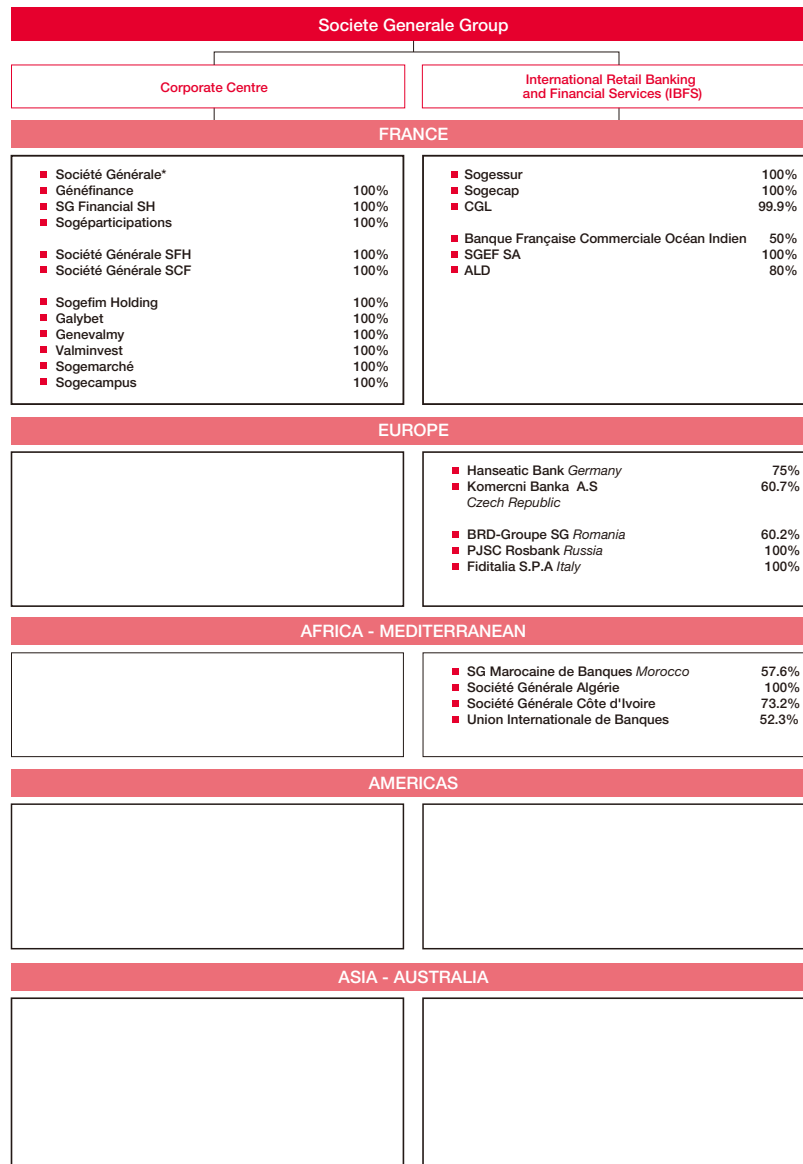 Societe Generale Group
Corporate Centre
International Retail Banking
and Financial Services (IBFS)
FRANCE
Société Générale*
Généfinance 100%
SG Financial SH 100%
Sogéparticipations 100%
Société Générale SFH 100%
Société Générale SCF 100%
Sogefim Holding 100%
Galybet 100%
Genevalmy 100%
Valminvest 100%
Sogemarché 100%
Sogecampus 100%
Sogessur 100%
Sogecap 100%
CGL 99.9%
Banque Française Commerciale Océan Indien 50%
SGEF SA 100%
ALD 80%
EUROPE
Hanseatic Bank Germany 75%
Komercni Banka A.S 60.7%
Czech Republic
BRD-Groupe SG Romania 60.2%
PJSC Rosbank Russia 100%
Fiditalia S.P.A Italy 100%
AFRICA - MEDITERRANEAN
SG Marocaine de Banques Morocco 57.6%
Société Générale Algérie 100%
Société Générale Côte d'Ivoire 73.2%
Union Internationale de Banques 52.3%
AMERICAS
ASIA - AUSTRALIA